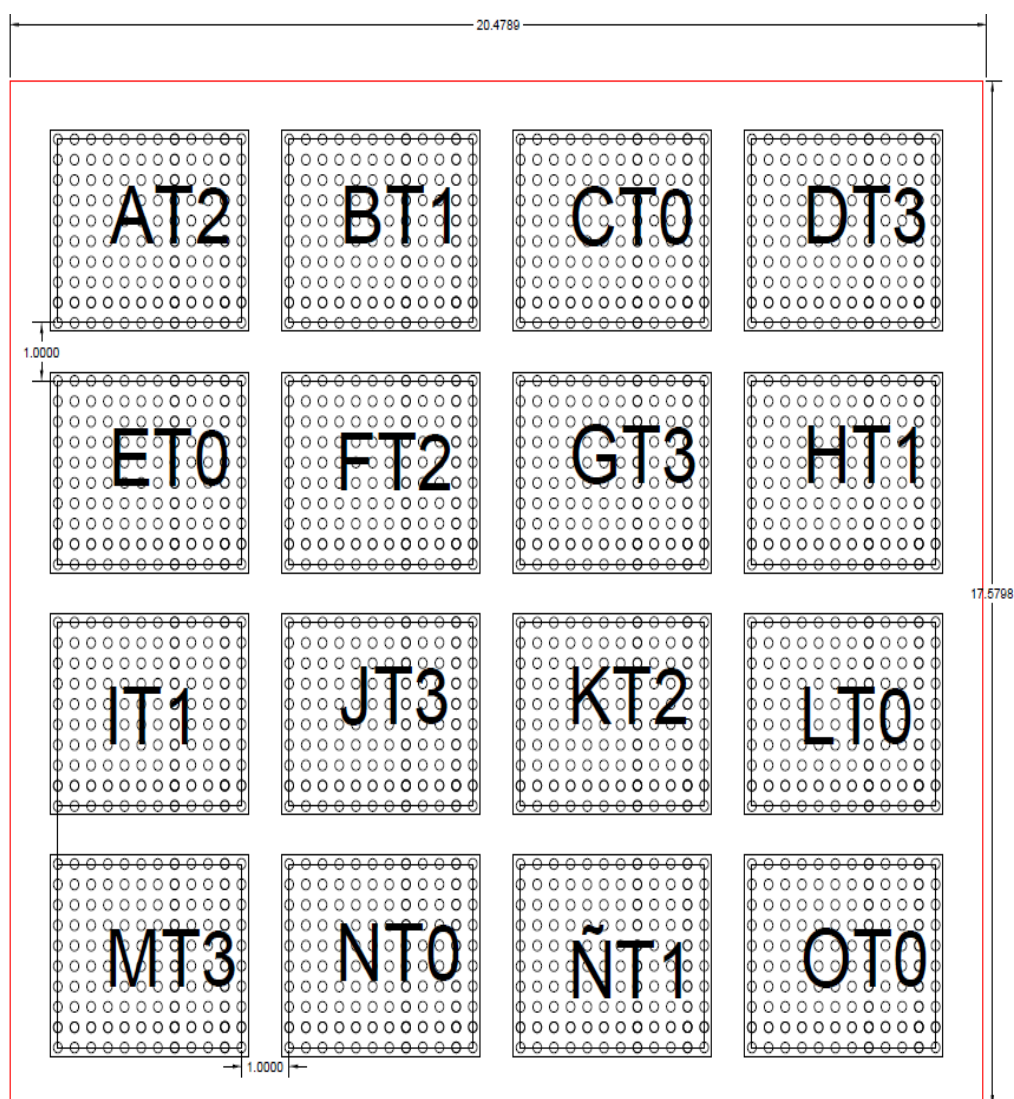 20.4789
AT2 BT1 CT0 DT3
1.0000
ET0 FT2 GT3 HT1
17.5798
IT1 JT3 KT2 LT0
MT3 NT0 ÑT1 OT0
1.0000